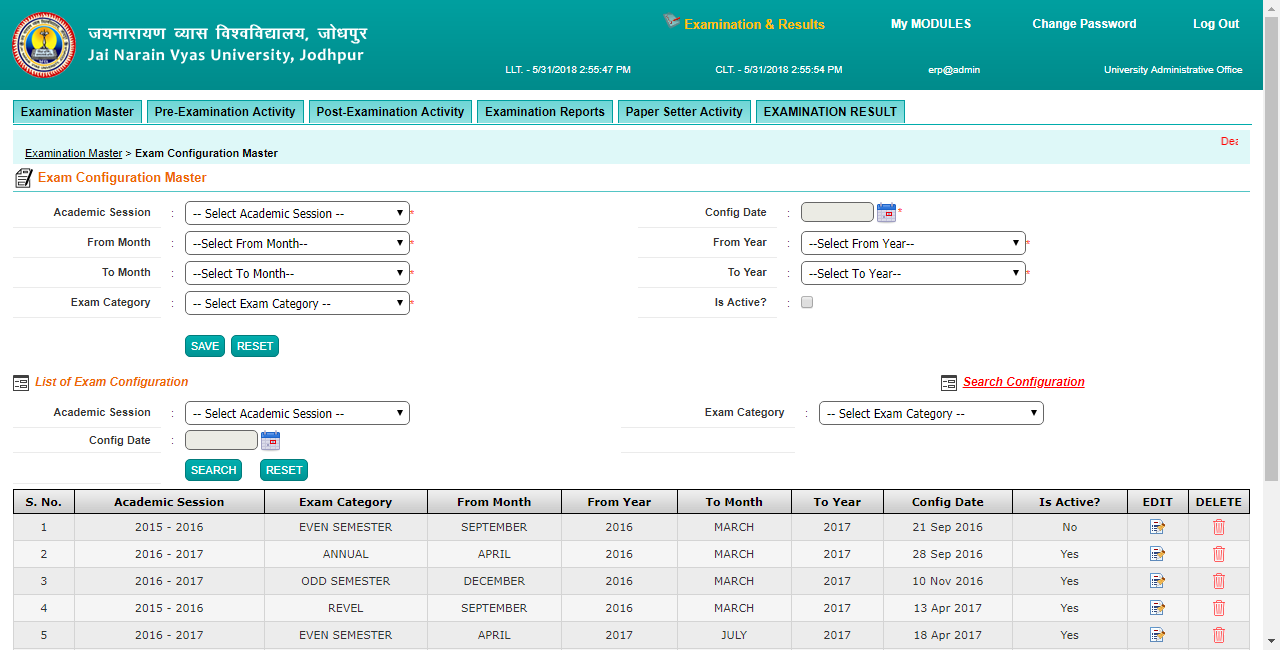 Examination & Results My MODULES Change Password Log Out
जयनारायण व्यास विश्वविद्यालय, जोधपुर
Jai Narain Vyas University, Jodhpur
LLT. - 5/31/2018 2:55:47 PM CLT. - 5/31/2018 2:55:54 PM erp@admin University Administrative Office
Examination Master Pre-Examination Activity Post-Examination Activity Examination Reports Paper Setter Activity EXAMINATION RESULT
Dea
Examination Master > Exam Configuration Master
Exam Configuration Master
Academic Session : -- Select Academic Session -- * Config Date : *
From Month : --Select From Month-- * From Year : --Select From Year-- *
To Month : --Select To Month-- * To Year : --Select To Year-- *
Exam Category : -- Select Exam Category -- * Is Active? :
SAVE RESET
List of Exam Configuration Search Configuration
Academic Session : -- Select Academic Session -- Exam Category : -- Select Exam Category --
Config Date :
SEARCH RESET
S. No. Academic Session Exam Category From Month From Year To Month To Year Config Date Is Active? EDIT DELETE
1 2015 - 2016 EVEN SEMESTER SEPTEMBER 2016 MARCH 2017 21 Sep 2016 No
2 2016 - 2017 ANNUAL APRIL 2016 MARCH 2017 28 Sep 2016 Yes
3 2016 - 2017 ODD SEMESTER DECEMBER 2016 MARCH 2017 10 Nov 2016 Yes
4 2015 - 2016 REVEL SEPTEMBER 2016 MARCH 2017 13 Apr 2017 Yes
5 2016 - 2017 EVEN SEMESTER APRIL 2017 JULY 2017 18 Apr 2017 Yes